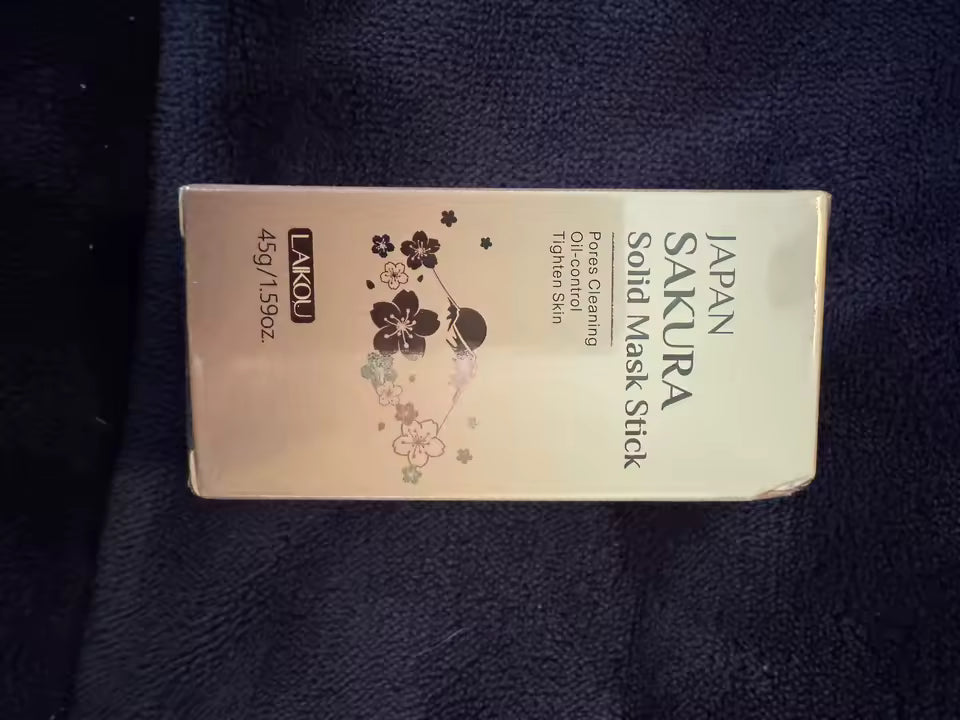 JAPAN
SAKURA
Solid Mask Stick
Pores Cleaning
Oil-control
Tighten Skin
LAIKOU
45g/1.59oz.